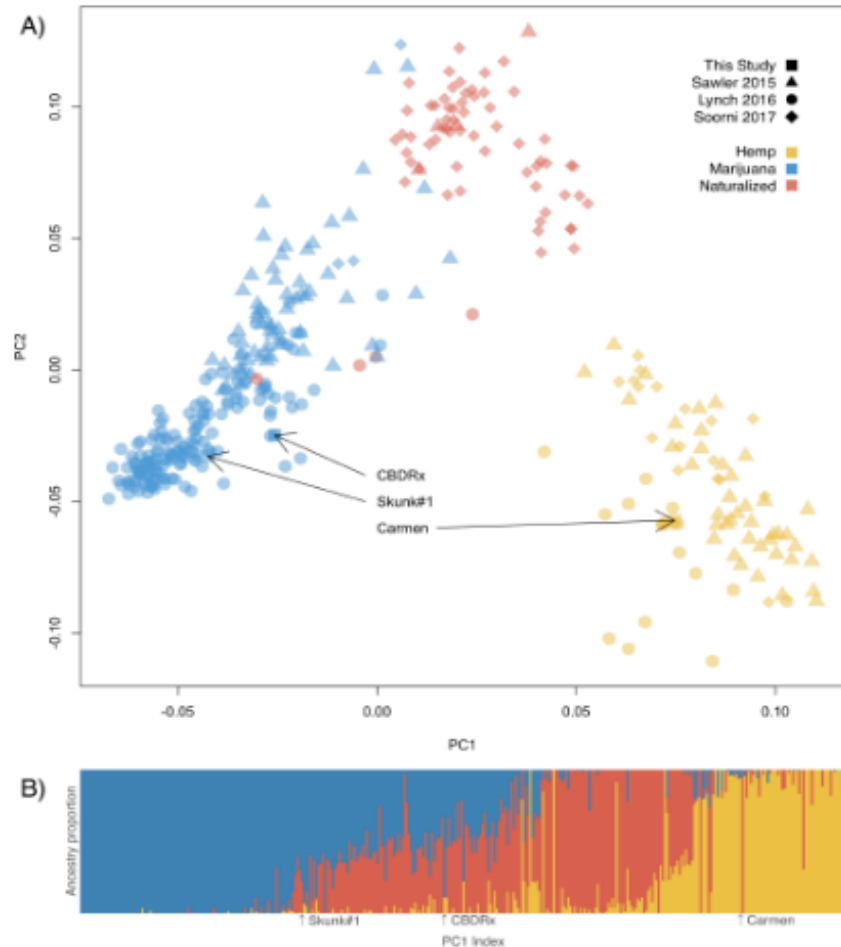 A)
This Study
Sawler 2015
Lynch 2016
Soorni 2017
Hemp
Marijuana
Naturalized
0.10
0.05
0.00
-0.05
-0.10
PC2
CBDRx
Skunk#1
Carmen
-0.05
0.00
0.05
0.10
PC1
B)
Ancestry proportion
↑ Skunk#1 ↑ CBDRx ↑ Carmen
PC1 Index